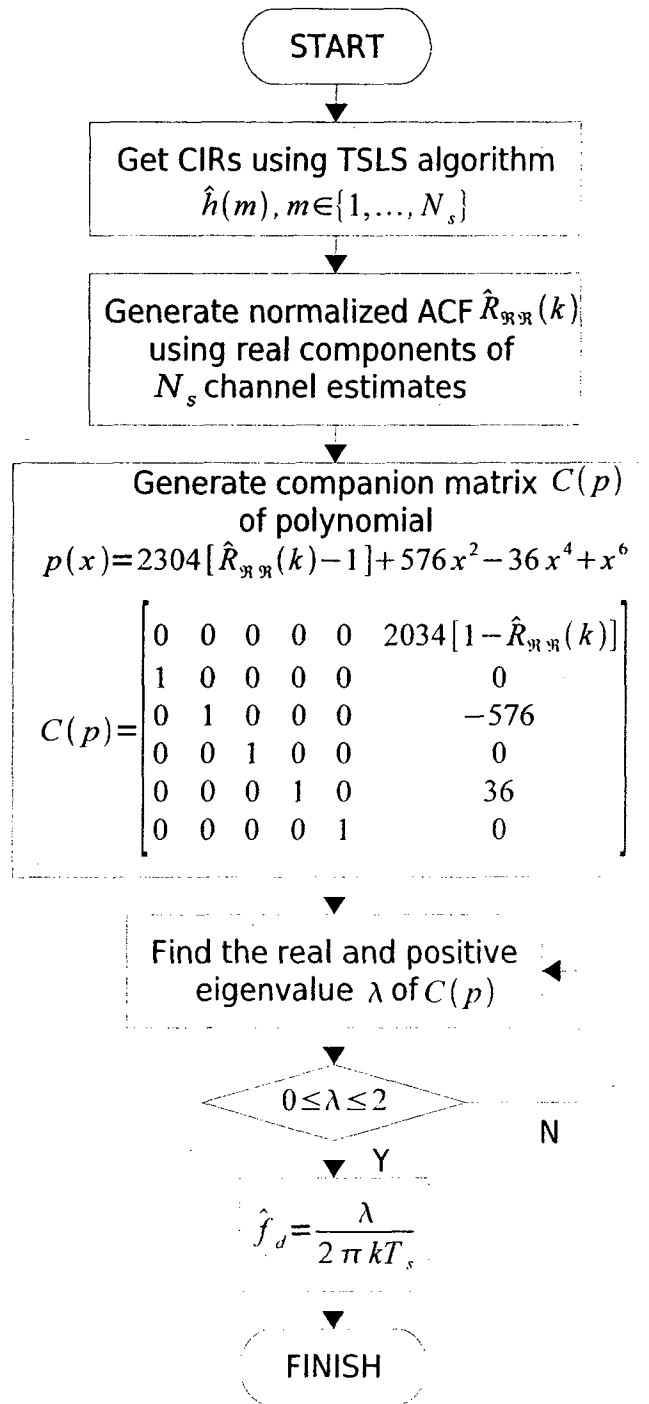 START
Get CIRs using TSLS algorithm
ĥ(m), m∈{1,..., N_s}
Generate normalized ACF R̂_ℜℜ(k)
using real components of
N_s channel estimates
Generate companion matrix C(p)
of polynomial
p(x)=2304[R̂_ℜℜ(k)−1]+576x²−36x⁴+x⁶
C(p)=
0 0 0 0 0 2034[1−R̂_ℜℜ(k)]
1 0 0 0 0 0
0 1 0 0 0 −576
0 0 1 0 0 0
0 0 0 1 0 36
0 0 0 0 1 0
Find the real and positive
eigenvalue λ of C(p)
0≤λ≤2
N
Y
f̂_d = λ / 2πkT_s
FINISH